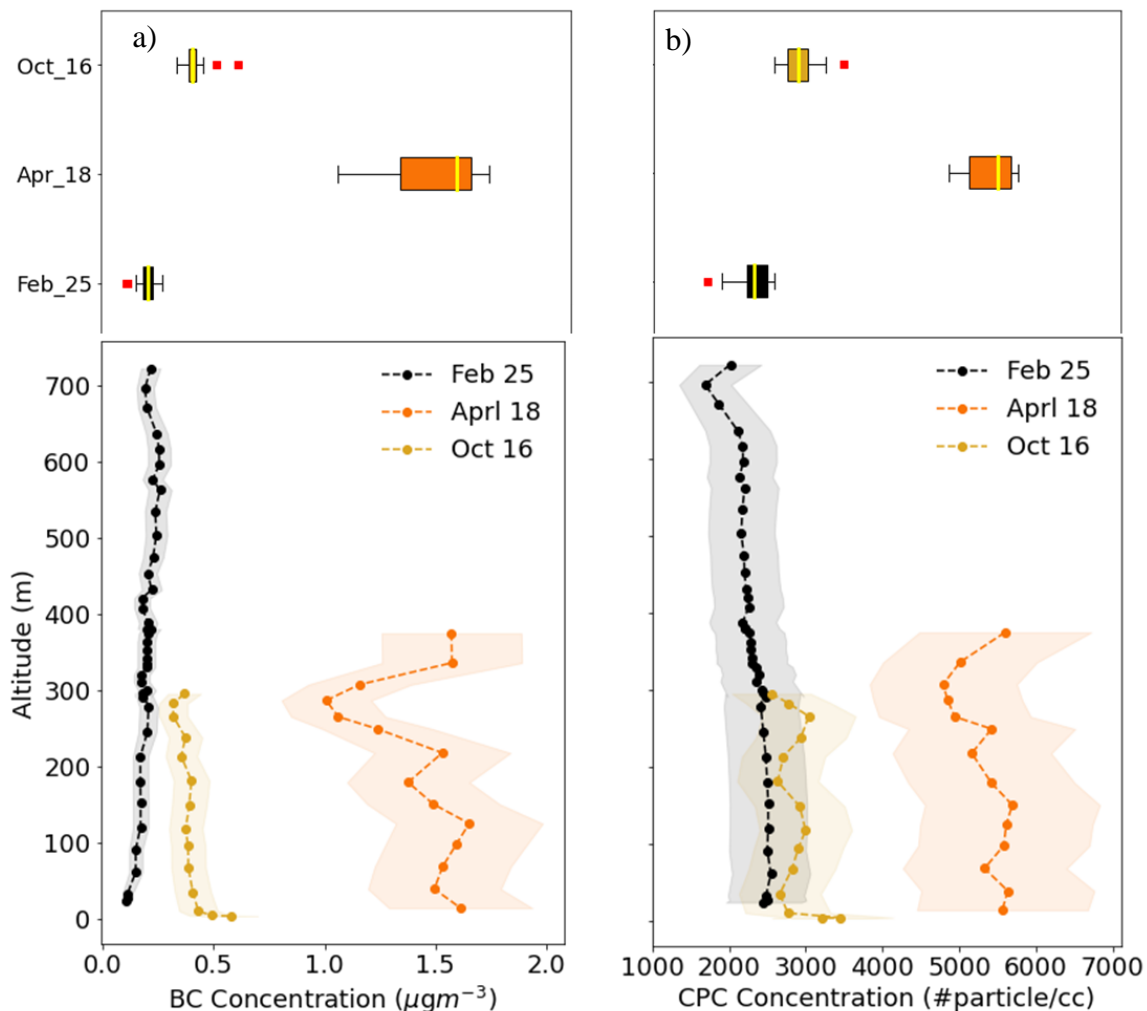 a)
b)
Oct_16
Apr_18
Feb_25
Feb 25
Aprl 18
Oct 16
Feb 25
Aprl 18
Oct 16
Altitude (m)
700
600
500
400
300
200
100
0
0.0 0.5 1.0 1.5 2.0
1000 2000 3000 4000 5000 6000 7000
BC Concentration (μgm⁻³)
CPC Concentration (#particle/cc)